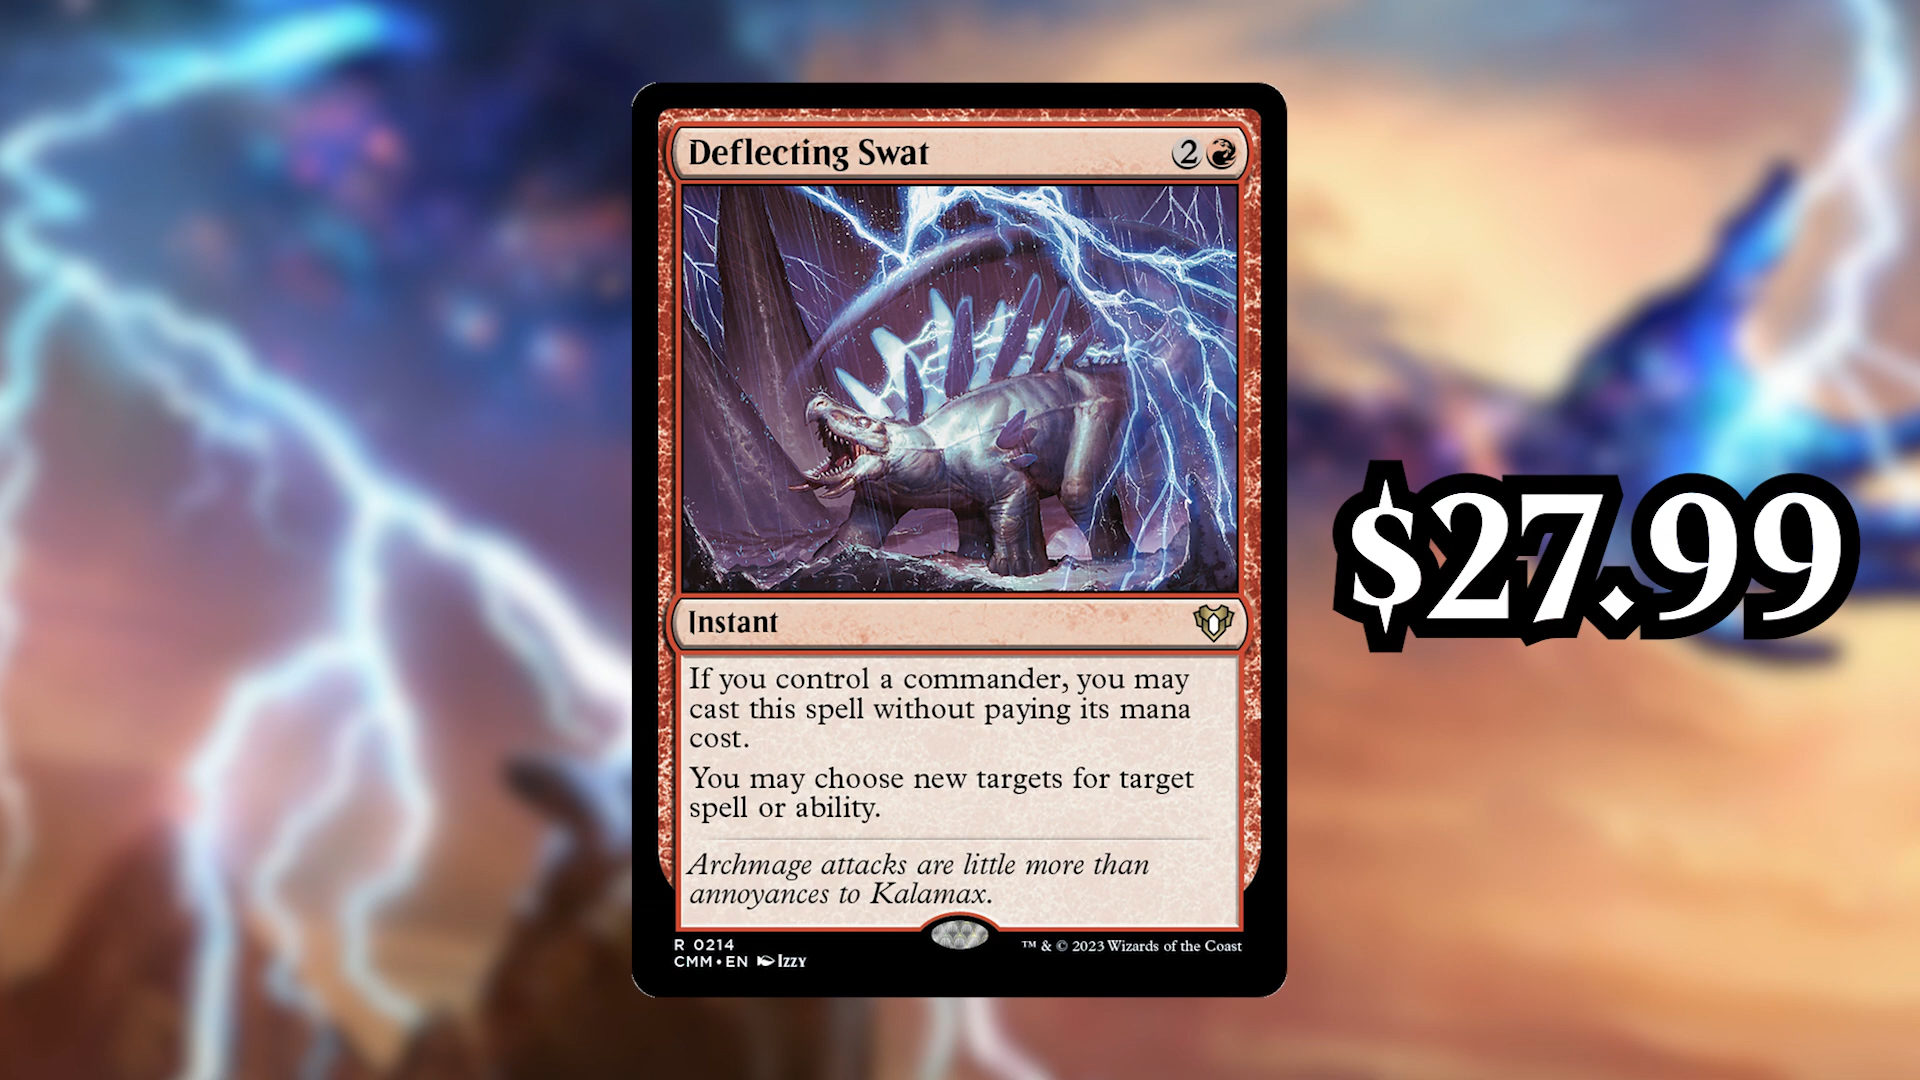 Deflecting Swat
2
Instant
If you control a commander, you may
cast this spell without paying its mana
cost.
You may choose new targets for target
spell or ability.
Archmage attacks are little more than
annoyances to Kalamax.
R 0214
CMM • EN Izzy
™ & © 2023 Wizards of the Coast
$27.99